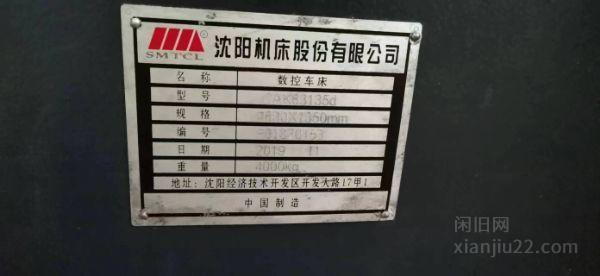 SMTCL
沈阳机床股份有限公司
名称 数控车床
型号
规格
编号
日期 2019 11
重量 4000kg
地址:沈阳经济技术开发区开发大路17甲1
中国制造
闲旧网
xianjiu22.com